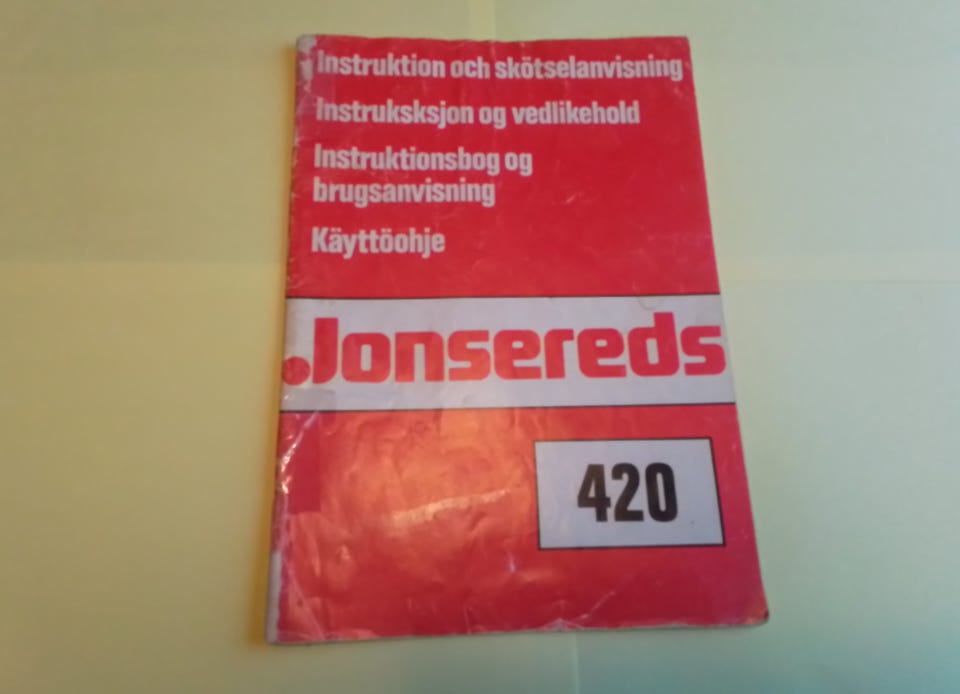 Instruktion och skötselanvisning
Instruksksjon og vedlikehold
Instruktionsbog og
brugsanvisning
Käyttöohje
Jonsereds
420